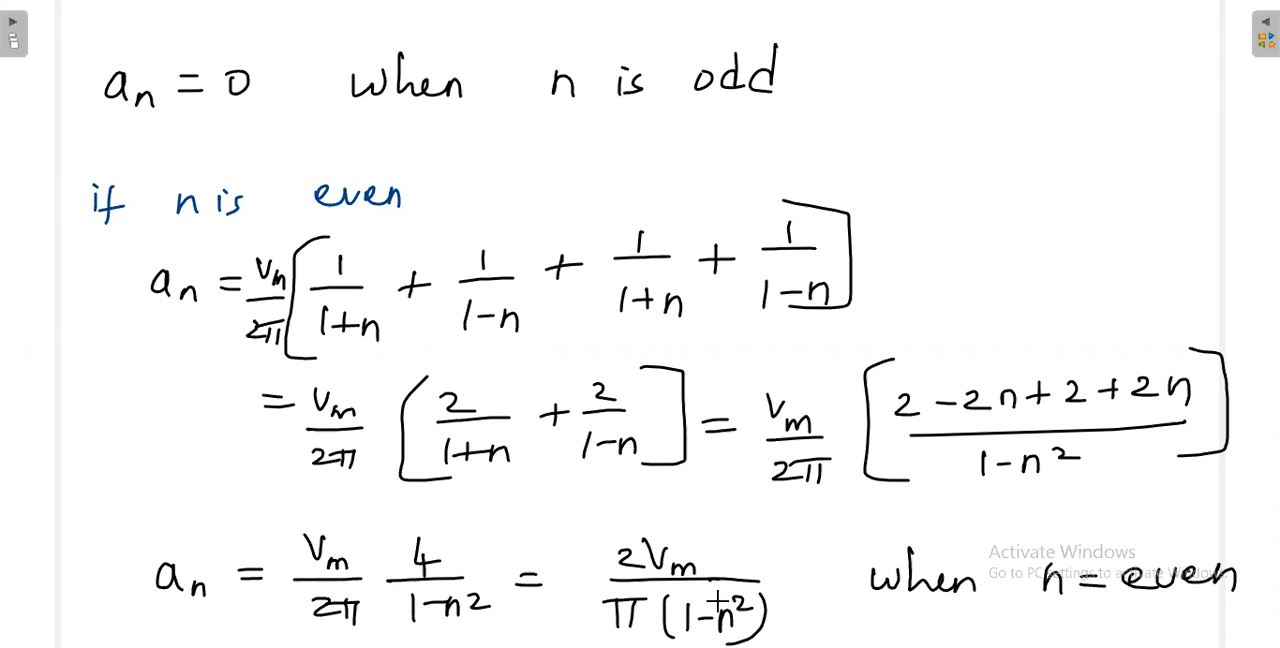 aₙ = 0 when n is odd
if n is even
aₙ = Vₘ/2π [ 1/(1+n) + 1/(1-n) + 1/(1+n) + 1/(1-n) ]
= Vₘ/2π [ 2/(1+n) + 2/(1-n) ] = Vₘ/2π [ (2 - 2n + 2 + 2n)/(1 - n²) ]
aₙ = Vₘ/2π 4/(1-n²) = 2Vₘ/(π(1-n²)) when n = even
Activate Windows
Go to PC settings to activate Windows.